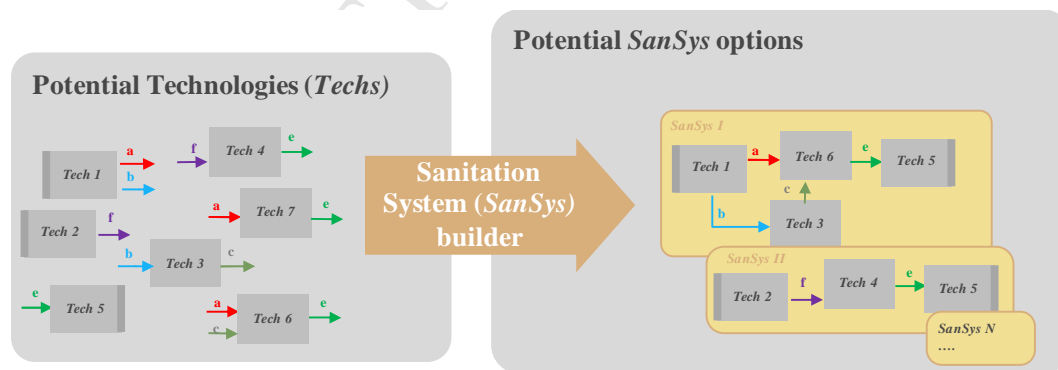 Potential Technologies (Techs)
a
b
Tech 1
f
Tech 4
e
Tech 2
f
a
Tech 7
e
b
Tech 3
c
e
Tech 5
a
c
Tech 6
e
Sanitation
System (SanSys)
builder
Potential SanSys options
SanSys I
Tech 1
a
Tech 6
e
Tech 5
c
b
Tech 3
SanSys II
Tech 2
f
Tech 4
e
Tech 5
SanSys N
....